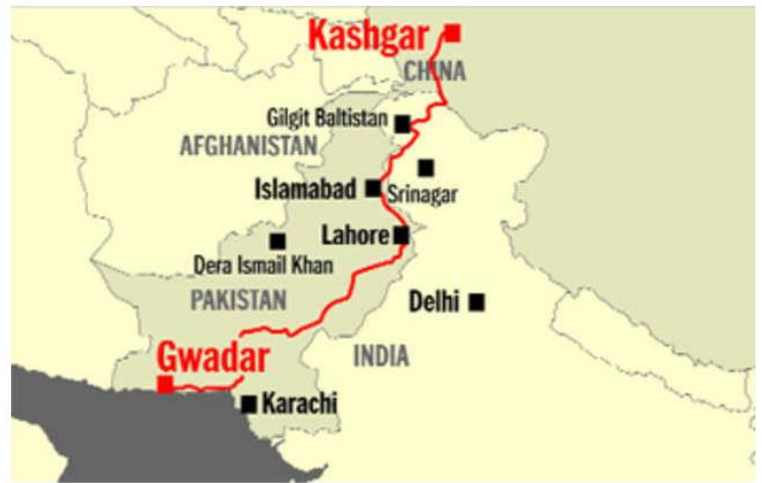 Kashgar
CHINA
Gilgit Baltistan
AFGHANISTAN
Islamabad
Srinagar
Lahore
Dera Ismail Khan
PAKISTAN
Delhi
Gwadar
INDIA
Karachi